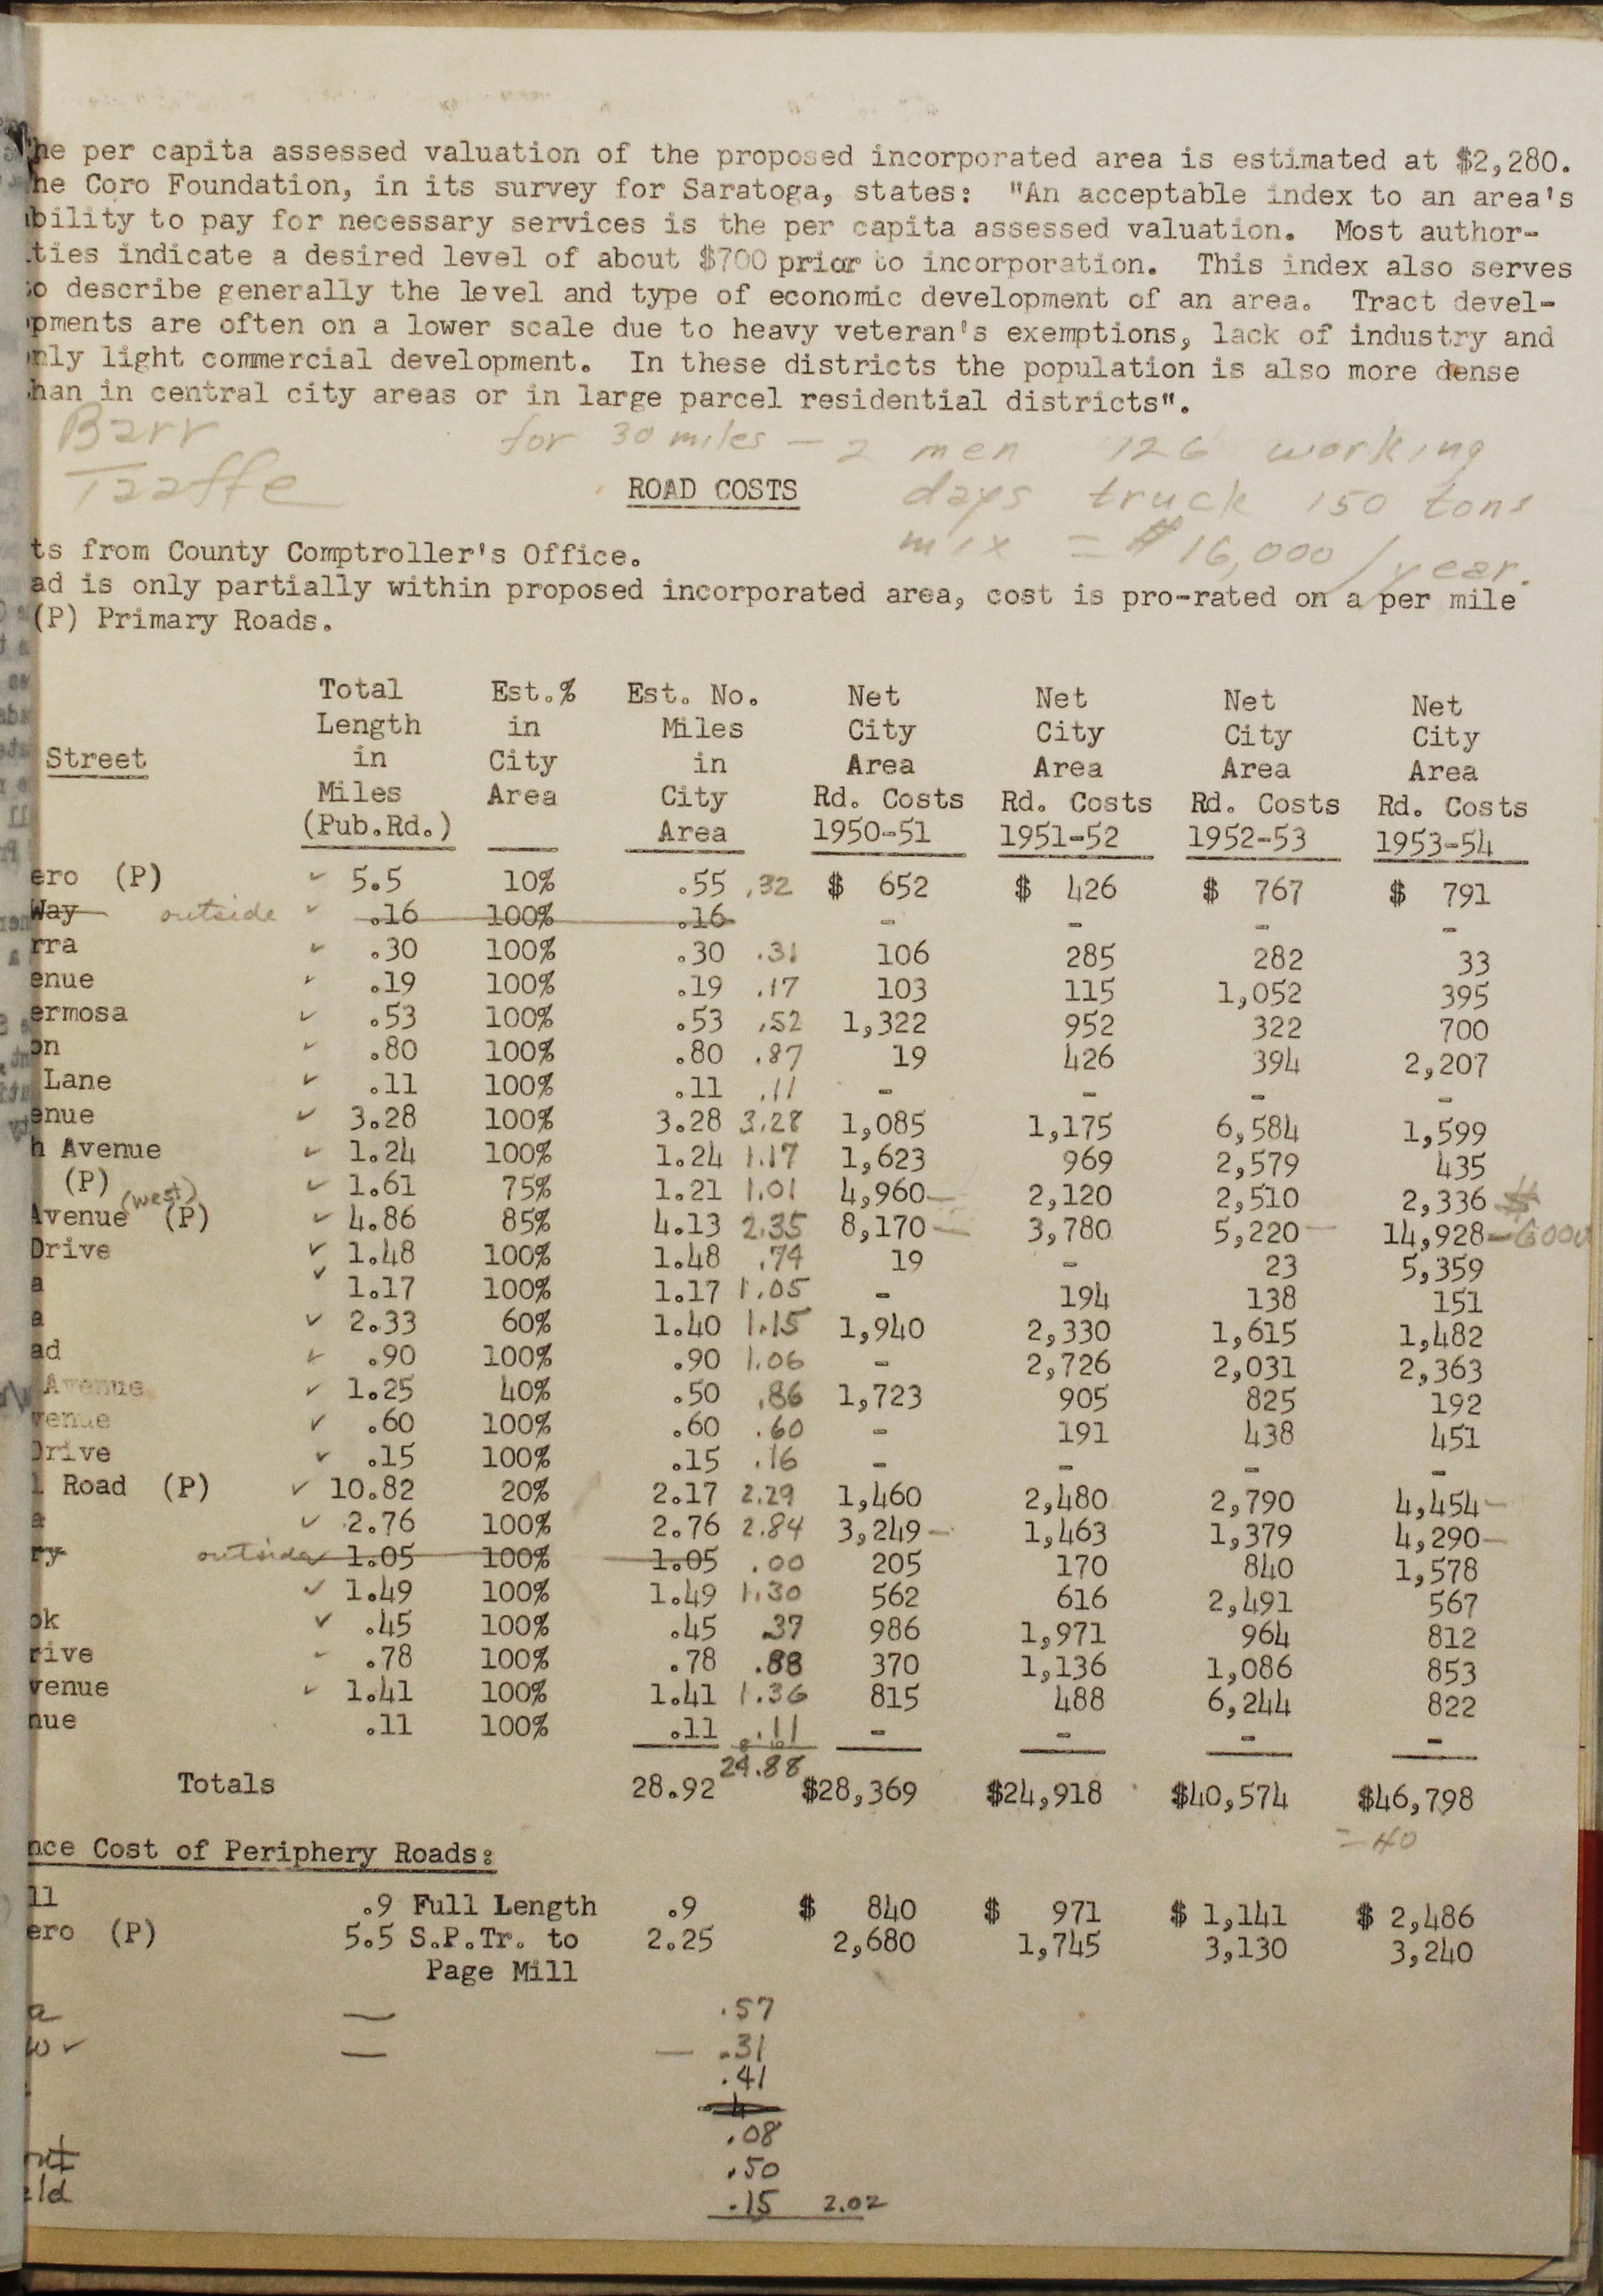 he per capita assessed valuation of the proposed incorporated area is estimated at $2,280.
he Coro Foundation, in its survey for Saratoga, states: "An acceptable index to an area's
bility to pay for necessary services is the per capita assessed valuation. Most author-
ties indicate a desired level of about $700 prior to incorporation. This index also serves
o describe generally the level and type of economic development of an area. Tract devel-
pments are often on a lower scale due to heavy veteran's exemptions, lack of industry and
nly light commercial development. In these districts the population is also more dense
han in central city areas or in large parcel residential districts".
Barr for 30 miles - 2 men 126 working
Taaffe ROAD COSTS days truck 150 tons
mix = $16,000/year.
ts from County Comptroller's Office.
ad is only partially within proposed incorporated area, cost is pro-rated on a per mile
(P) Primary Roads.
Total Est.% Est. No. Net Net Net Net
Length in Miles City City City City
Street in City in Area Area Area Area
Miles Area City Rd. Costs Rd. Costs Rd. Costs Rd. Costs
(Pub.Rd.) Area 1950-51 1951-52 1952-53 1953-54
ero (P) ✓ 5.5 10% .55 .32 $ 652 $ 426 $ 767 $ 791
Way outside ✓ .16 100% .16 - - - -
rra ✓ .30 100% .30 .31 106 285 282 33
enue ✓ .19 100% .19 .17 103 115 1,052 395
ermosa ✓ .53 100% .53 .52 1,322 952 322 700
on ✓ .80 100% .80 .87 19 426 394 2,207
Lane ✓ .11 100% .11 .11 - - - -
enue ✓ 3.28 100% 3.28 3.28 1,085 1,175 6,584 1,599
h Avenue ✓ 1.24 100% 1.24 1.17 1,623 969 2,579 435
(P) ✓ 1.61 75% 1.21 1.01 4,960- 2,120 2,510 2,336
Avenue (west) (P) ✓ 4.86 85% 4.13 2.35 8,170- 3,780 5,220- 14,928-6000
Drive ✓ 1.48 100% 1.48 .74 19 - 23 5,359
a ✓ 1.17 100% 1.17 1.05 - 194 138 151
a ✓ 2.33 60% 1.40 1.15 1,940 2,330 1,615 1,482
ad ✓ .90 100% .90 1.06 - 2,726 2,031 2,363
Avenue ✓ 1.25 40% .50 .86 1,723 905 825 192
venue ✓ .60 100% .60 .60 - 191 438 451
Drive ✓ .15 100% .15 .16 - - - -
l Road (P) ✓ 10.82 20% 2.17 2.29 1,460 2,480 2,790 4,454-
a ✓ 2.76 100% 2.76 2.84 3,249- 1,463 1,379 4,290-
ry outside ✓ 1.05 100% 1.05 .00 205 170 840 1,578
✓ 1.49 100% 1.49 1.30 562 616 2,491 567
ok ✓ .45 100% .45 .37 986 1,971 964 812
rive ✓ .78 100% .78 .88 370 1,136 1,086 853
venue ✓ 1.41 100% 1.41 1.36 815 488 6,244 822
nue .11 100% .11 .11 - - - -
24.88
Totals 28.92 $28,369 $24,918 $40,574 $46,798
= 40
nce Cost of Periphery Roads:
ll .9 Full Length .9 $ 840 $ 971 $ 1,141 $ 2,486
ero (P) 5.5 S.P.Tr. to 2.25 2,680 1,745 3,130 3,240
Page Mill
a — .57
w ✓ — — .31
.41
.08
nt .50
eld .15 2.02